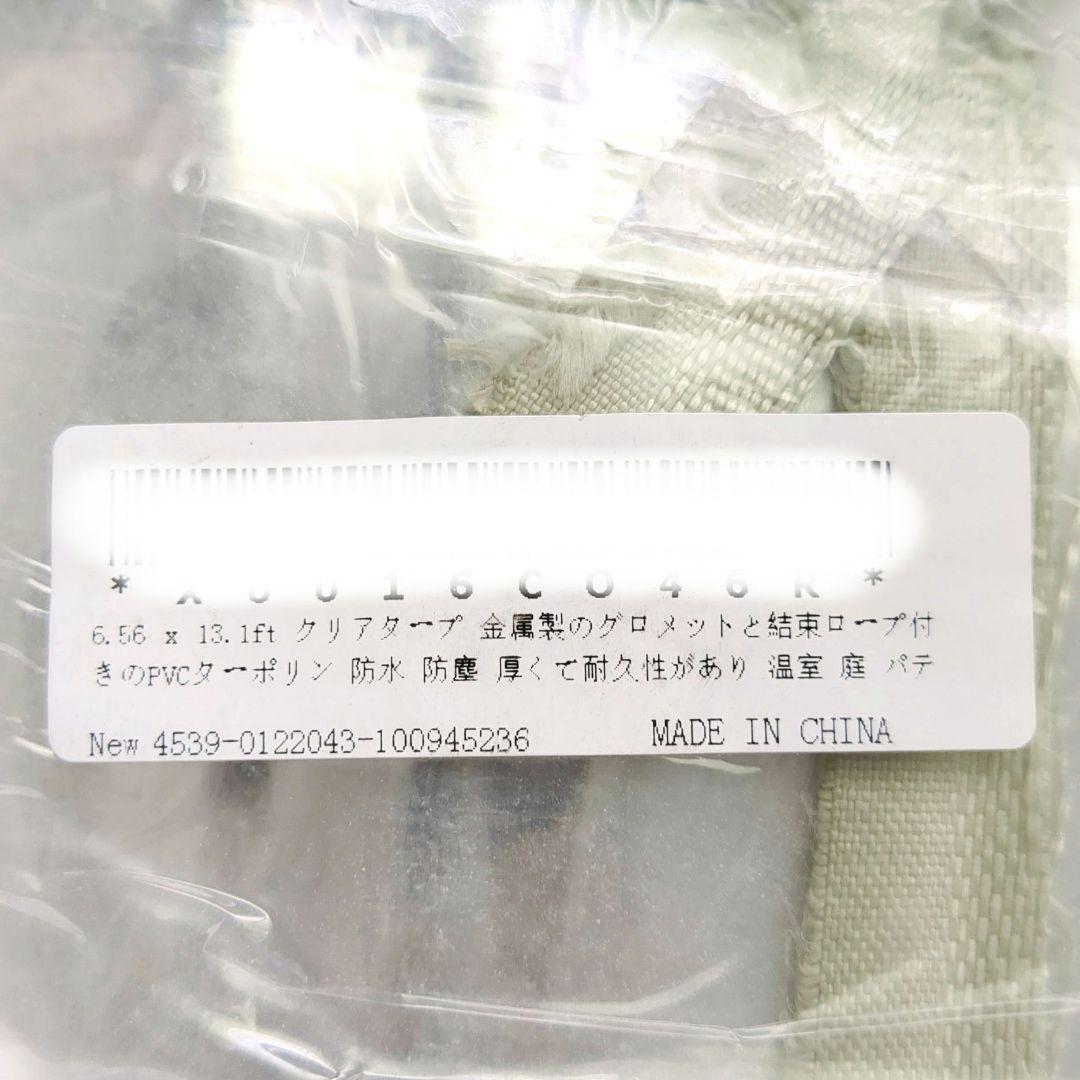 * X0016CO46R *
6.56 x 13.1ft クリアタープ 金属製のグロメットと結束ロープ付
きのPVCターポリン 防水 防塵 厚くて耐久性があり 温室 庭 パテ
New 4539-0122043-100945236 MADE IN CHINA